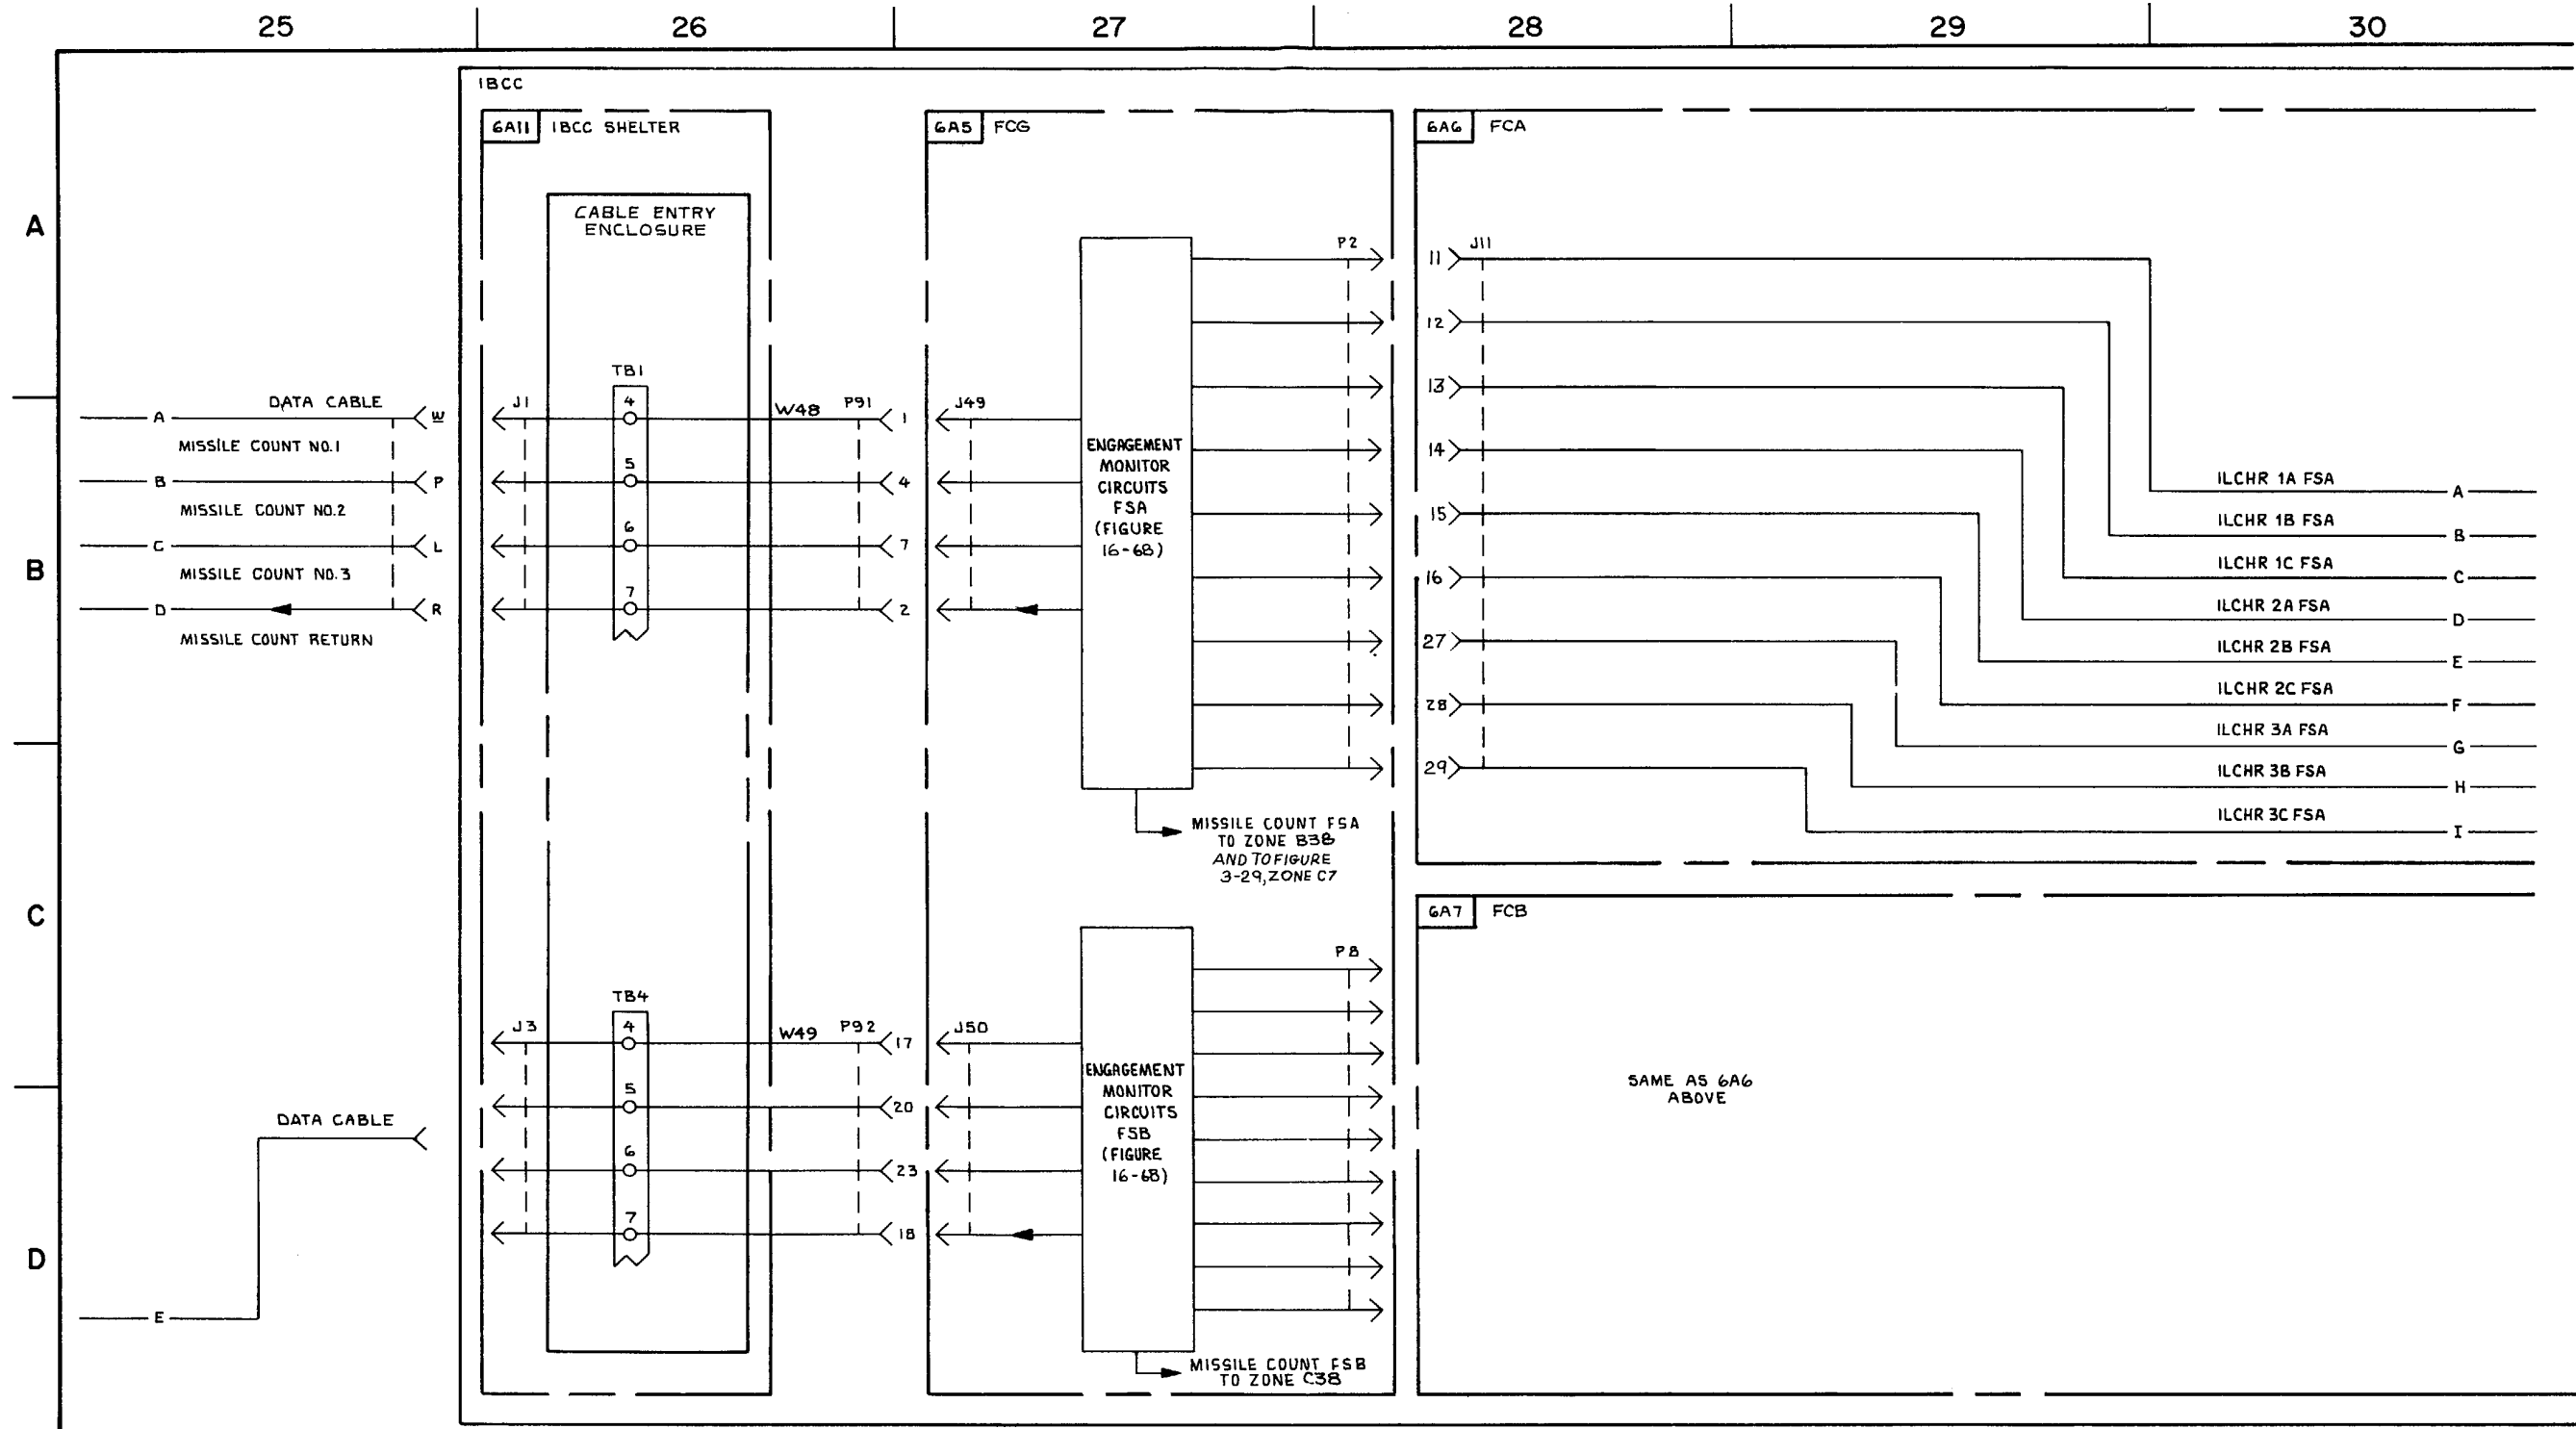 25 26 27 28 29 30
IBCC
6A11 IBCC SHELTER
6A5 FCG
6A6 FCA
A
CABLE ENTRY
ENCLOSURE
P2
J11
11
12
13
14
15
16
27
28
29
TB1
DATA CABLE
A W J1 4 W48 P91 1 J49
MISSILE COUNT NO.1
B P 5 4
MISSILE COUNT NO.2
C L 6 7
MISSILE COUNT NO.3
D R 7 2
MISSILE COUNT RETURN
B
ENGAGEMENT
MONITOR
CIRCUITS
FSA
(FIGURE
16-6B)
ILCHR 1A FSA A
ILCHR 1B FSA B
ILCHR 1C FSA C
ILCHR 2A FSA D
ILCHR 2B FSA E
ILCHR 2C FSA F
ILCHR 3A FSA G
ILCHR 3B FSA H
ILCHR 3C FSA I
MISSILE COUNT FSA
TO ZONE B38
AND TO FIGURE
3-29, ZONE C7
C
6A7 FCB
P8
TB4
J3 4 W49 P92 17 J50
5 20
6 23
7 18
ENGAGEMENT
MONITOR
CIRCUITS
FSB
(FIGURE
16-6B)
SAME AS 6A6
ABOVE
DATA CABLE
D
E
MISSILE COUNT FSB
TO ZONE C38